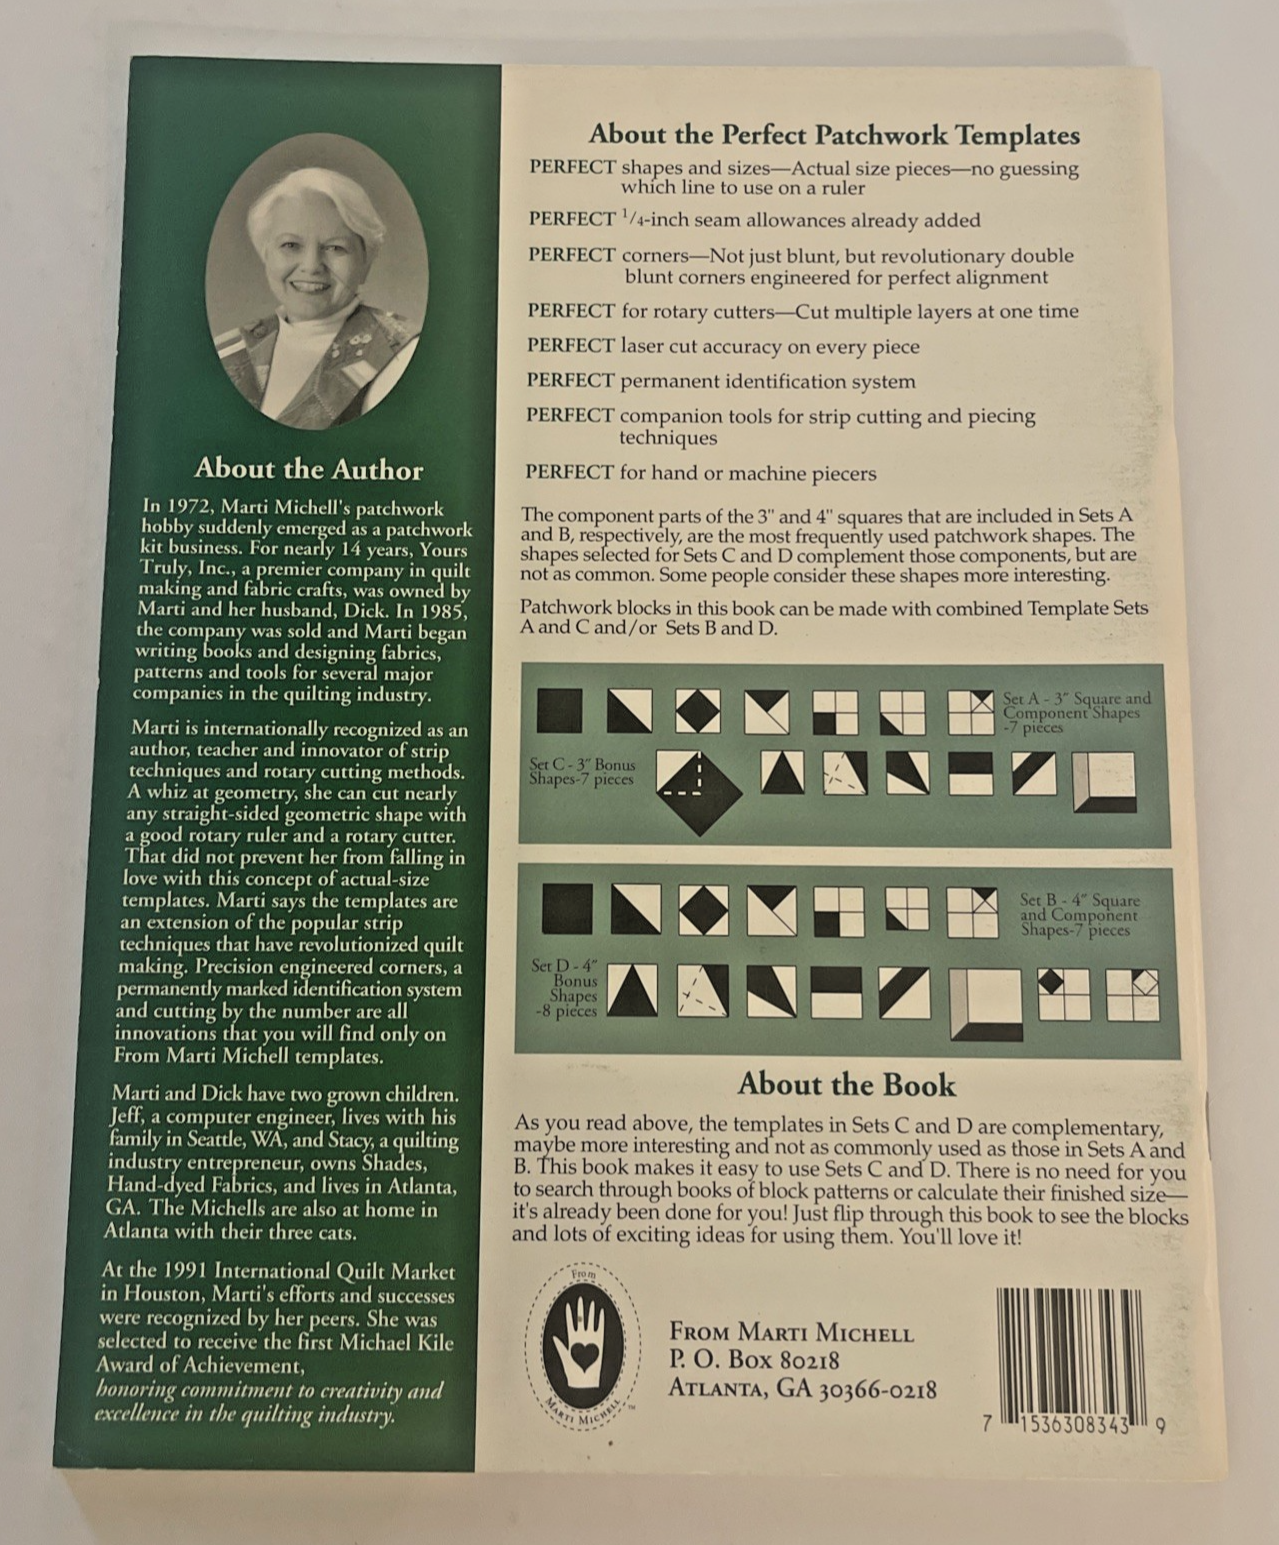 About the Author
In 1972, Marti Michell's patchwork
hobby suddenly emerged as a patchwork
kit business. For nearly 14 years, Yours
Truly, Inc., a premier company in quilt
making and fabric crafts, was owned by
Marti and her husband, Dick. In 1985,
the company was sold and Marti began
writing books and designing fabrics,
patterns and tools for several major
companies in the quilting industry.
Marti is internationally recognized as an
author, teacher and innovator of strip
techniques and rotary cutting methods.
A whiz at geometry, she can cut nearly
any straight-sided geometric shape with
a good rotary ruler and a rotary cutter.
That did not prevent her from falling in
love with this concept of actual-size
templates. Marti says the templates are
an extension of the popular strip
techniques that have revolutionized quilt
making. Precision engineered corners, a
permanently marked identification system
and cutting by the number are all
innovations that you will find only on
From Marti Michell templates.
Marti and Dick have two grown children.
Jeff, a computer engineer, lives with his
family in Seattle, WA, and Stacy, a quilting
industry entrepreneur, owns Shades,
Hand-dyed Fabrics, and lives in Atlanta,
GA. The Michells are also at home in
Atlanta with their three cats.
At the 1991 International Quilt Market
in Houston, Marti's efforts and successes
were recognized by her peers. She was
selected to receive the first Michael Kile
Award of Achievement,
honoring commitment to creativity and
excellence in the quilting industry.
About the Perfect Patchwork Templates
PERFECT shapes and sizes—Actual size pieces—no guessing
which line to use on a ruler
PERFECT 1/4-inch seam allowances already added
PERFECT corners—Not just blunt, but revolutionary double
blunt corners engineered for perfect alignment
PERFECT for rotary cutters—Cut multiple layers at one time
PERFECT laser cut accuracy on every piece
PERFECT permanent identification system
PERFECT companion tools for strip cutting and piecing
techniques
PERFECT for hand or machine piecers
The component parts of the 3" and 4" squares that are included in Sets A
and B, respectively, are the most frequently used patchwork shapes. The
shapes selected for Sets C and D complement those components, but are
not as common. Some people consider these shapes more interesting.
Patchwork blocks in this book can be made with combined Template Sets
A and C and/or Sets B and D.
Set A - 3" Square and
Component Shapes
-7 pieces
Set C - 3" Bonus
Shapes-7 pieces
Set B - 4" Square
and Component
Shapes-7 pieces
Set D - 4"
Bonus
Shapes
-8 pieces
About the Book
As you read above, the templates in Sets C and D are complementary,
maybe more interesting and not as commonly used as those in Sets A and
B. This book makes it easy to use Sets C and D. There is no need for you
to search through books of block patterns or calculate their finished size—
it's already been done for you! Just flip through this book to see the blocks
and lots of exciting ideas for using them. You'll love it!
From
MARTI MICHELL™
FROM MARTI MICHELL
P. O. BOX 80218
ATLANTA, GA 30366-0218
7 15363 08343 9